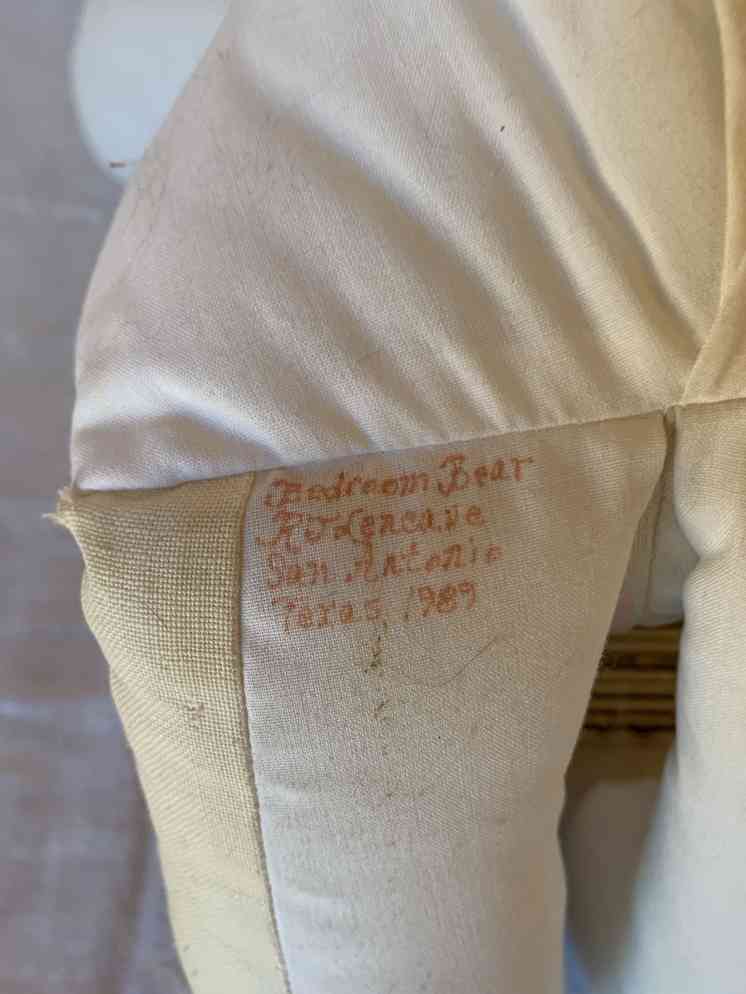 Bedroom Bear
San Antonio
Texas, 1989